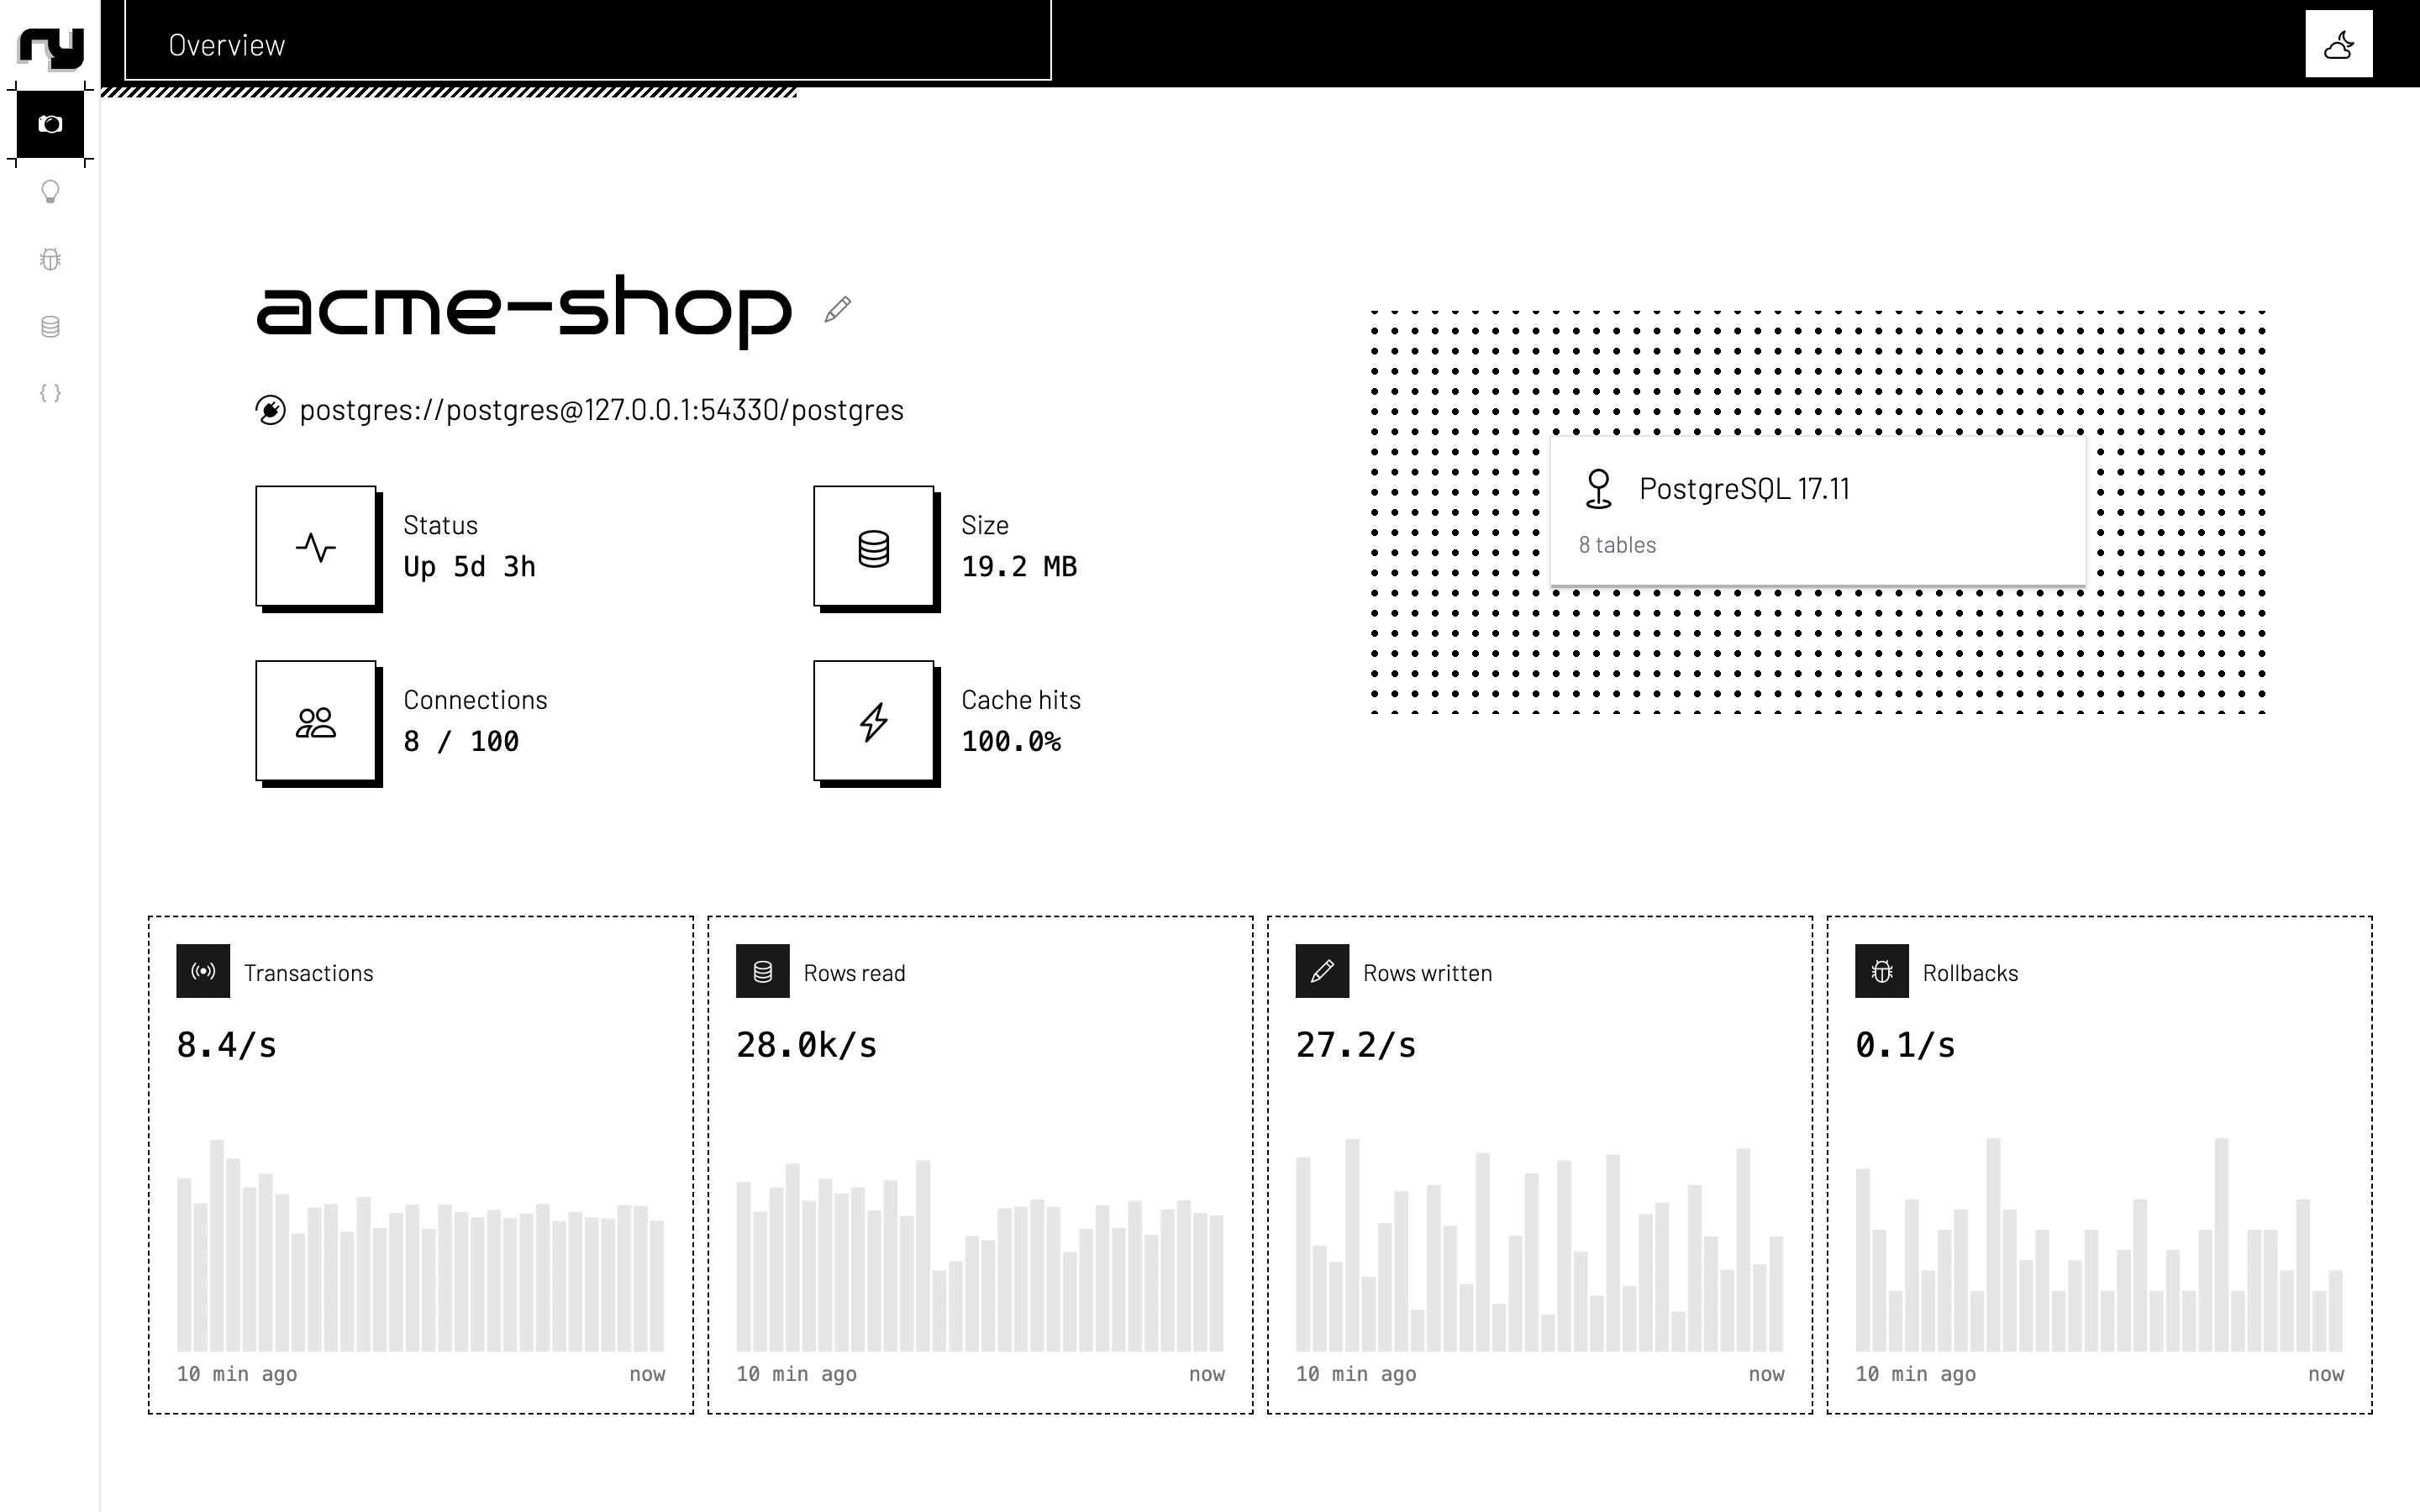 ny
Overview
acme-shop
postgres://postgres@127.0.0.1:54330/postgres
Status
Up 5d 3h
Size
19.2 MB
Connections
8 / 100
Cache hits
100.0%
PostgreSQL 17.11
8 tables
Transactions
8.4/s
10 min ago
now
Rows read
28.0k/s
10 min ago
now
Rows written
27.2/s
10 min ago
now
Rollbacks
0.1/s
10 min ago
now